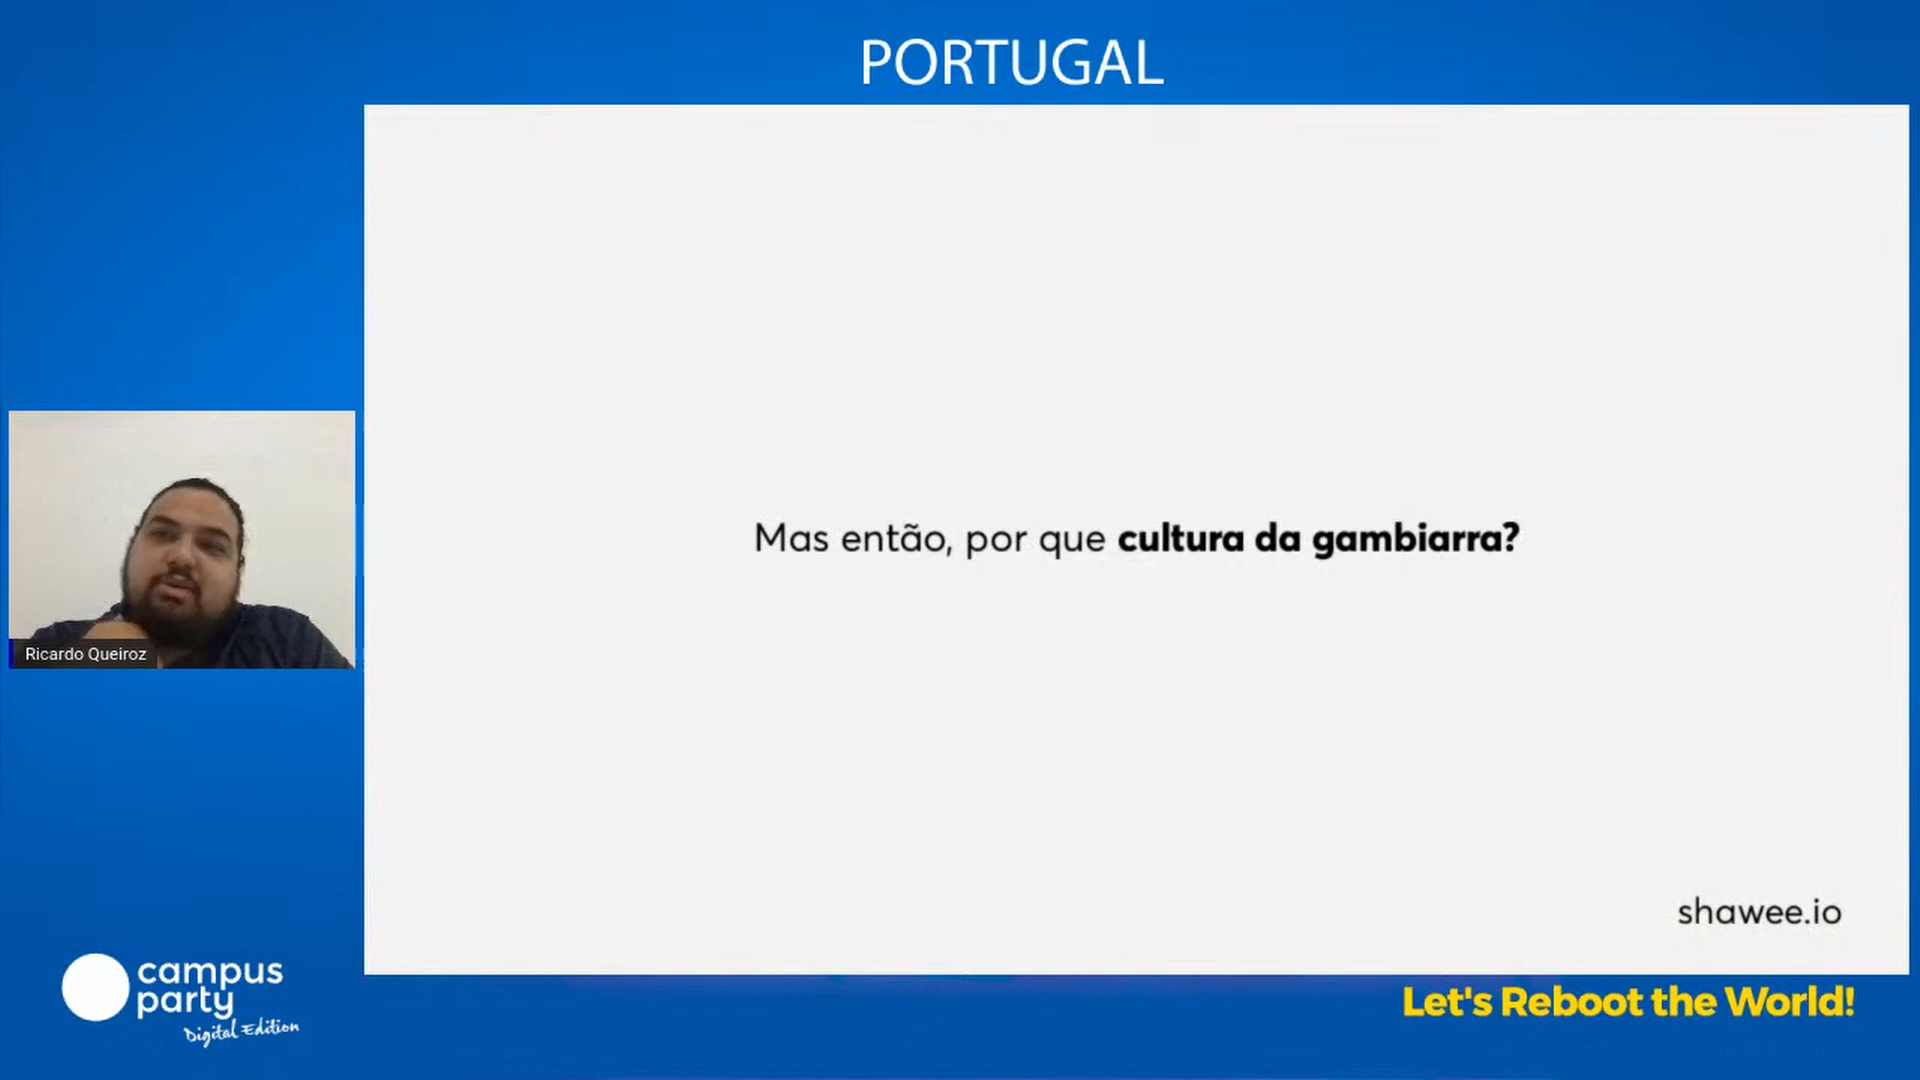 PORTUGAL
Mas então, por que cultura da gambiarra?
Ricardo Queiroz
shawee.io
campus
party
Digital Edition
Let's Reboot the World!